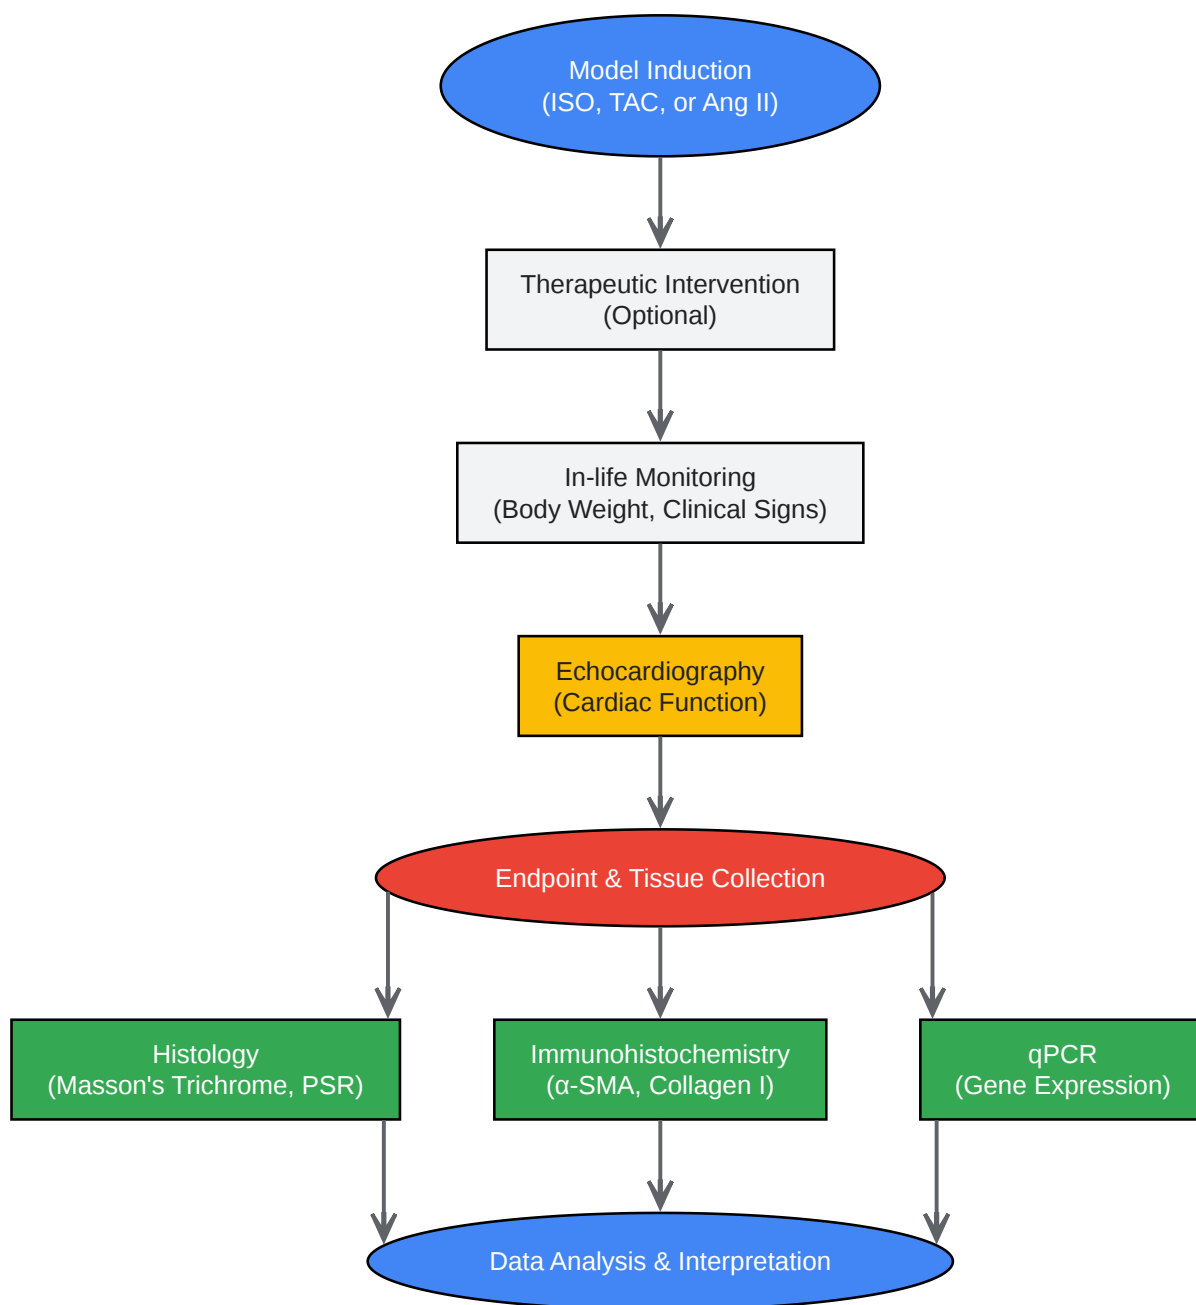 Model Induction
(ISO, TAC, or Ang II)
Therapeutic Intervention
(Optional)
In-life Monitoring
(Body Weight, Clinical Signs)
Echocardiography
(Cardiac Function)
Endpoint & Tissue Collection
Histology
(Masson's Trichrome, PSR)
Immunohistochemistry
(α-SMA, Collagen I)
qPCR
(Gene Expression)
Data Analysis & Interpretation